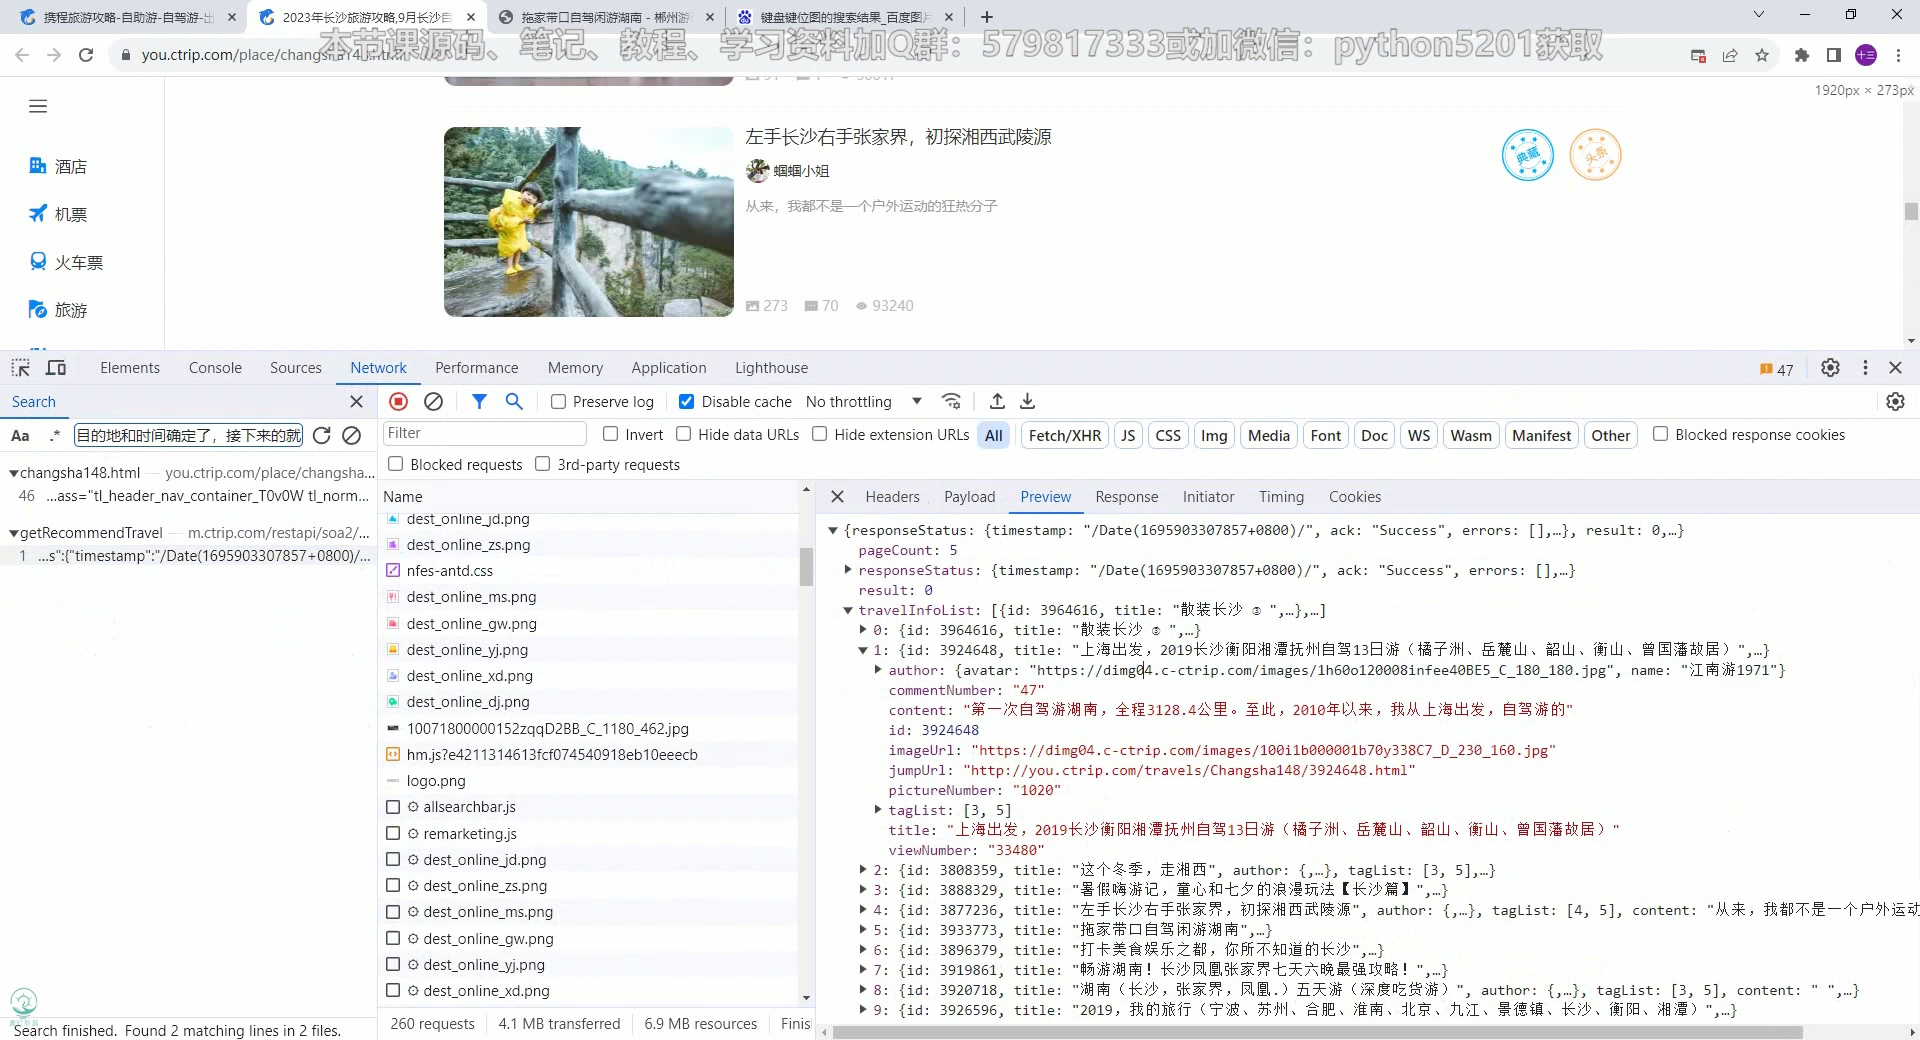 携程旅游攻略-自助游-自驾游-出
2023年长沙旅游攻略,9月长沙自
拖家带口自驾闲游湖南 - 郴州游
键盘键位图的搜索结果_百度图片
you.ctrip.com/place/changsha148.html
本节课源码、笔记、教程、学习资料加Q群：579817333或加微信：python5201获取
十三
1920px × 273px
酒店
机票
火车票
旅游
左手长沙右手张家界，初探湘西武陵源
蝈蝈小姐
从来，我都不是一个户外运动的狂热分子
273 70 93240
典藏
头条
Elements Console Sources Network Performance Memory Application Lighthouse
47
Search
Preserve log Disable cache No throttling
Aa .* 目的地和时间确定了，接下来的就
Filter
Invert Hide data URLs Hide extension URLs All Fetch/XHR JS CSS Img Media Font Doc WS Wasm Manifest Other Blocked response cookies
Blocked requests 3rd-party requests
changsha148.html — you.ctrip.com/place/changsha...
46 ...ass="tl_header_nav_container_T0v0W tl_norm...
getRecommendTravel — m.ctrip.com/restapi/soa2/...
1 ...s":{"timestamp":"/Date(1695903307857+0800)/...
Search finished. Found 2 matching lines in 2 files.
Name
dest_online_jd.png
dest_online_zs.png
nfes-antd.css
dest_online_ms.png
dest_online_gw.png
dest_online_yj.png
dest_online_xd.png
dest_online_dj.png
10071800000152zqqD2BB_C_1180_462.jpg
hm.js?e4211314613fcf074540918eb10eeecb
logo.png
allsearchbar.js
remarketing.js
dest_online_jd.png
dest_online_zs.png
dest_online_ms.png
dest_online_gw.png
dest_online_yj.png
dest_online_xd.png
260 requests 4.1 MB transferred 6.9 MB resources Finis
Headers Payload Preview Response Initiator Timing Cookies
{responseStatus: {timestamp: "/Date(1695903307857+0800)/", ack: "Success", errors: [],…}, result: 0,…}
pageCount: 5
responseStatus: {timestamp: "/Date(1695903307857+0800)/", ack: "Success", errors: [],…}
result: 0
travelInfoList: [{id: 3964616, title: "散装长沙 ",…},…]
0: {id: 3964616, title: "散装长沙 ",…}
1: {id: 3924648, title: "上海出发，2019长沙衡阳湘潭抚州自驾13日游（橘子洲、岳麓山、韶山、衡山、曾国藩故居）",…}
author: {avatar: "https://dimg04.c-ctrip.com/images/1h60o120008infee40BE5_C_180_180.jpg", name: "江南游1971"}
commentNumber: "47"
content: "第一次自驾游湖南，全程3128.4公里。至此，2010年以来，我从上海出发，自驾游的"
id: 3924648
imageUrl: "https://dimg04.c-ctrip.com/images/100i1b000001b70y338C7_D_230_160.jpg"
jumpUrl: "http://you.ctrip.com/travels/Changsha148/3924648.html"
pictureNumber: "1020"
tagList: [3, 5]
title: "上海出发，2019长沙衡阳湘潭抚州自驾13日游（橘子洲、岳麓山、韶山、衡山、曾国藩故居）"
viewNumber: "33480"
2: {id: 3808359, title: "这个冬季，走湘西", author: {,…}, tagList: [3, 5],…}
3: {id: 3888329, title: "暑假嗨游记，童心和七夕的浪漫玩法【长沙篇】",…}
4: {id: 3877236, title: "左手长沙右手张家界，初探湘西武陵源", author: {,…}, tagList: [4, 5], content: "从来，我都不是一个户外运动
5: {id: 3933773, title: "拖家带口自驾闲游湖南",…}
6: {id: 3896379, title: "打卡美食娱乐之都，你所不知道的长沙",…}
7: {id: 3919861, title: "畅游湖南！长沙凤凰张家界七天六晚最强攻略！",…}
8: {id: 3920718, title: "湖南（长沙，张家界，凤凰.）五天游（深度吃货游）", author: {,…}, tagList: [3, 5], content: " ",…}
9: {id: 3926596, title: "2019，我的旅行（宁波、苏州、合肥、淮南、北京、九江、景德镇、长沙、衡阳、湘潭）",…}